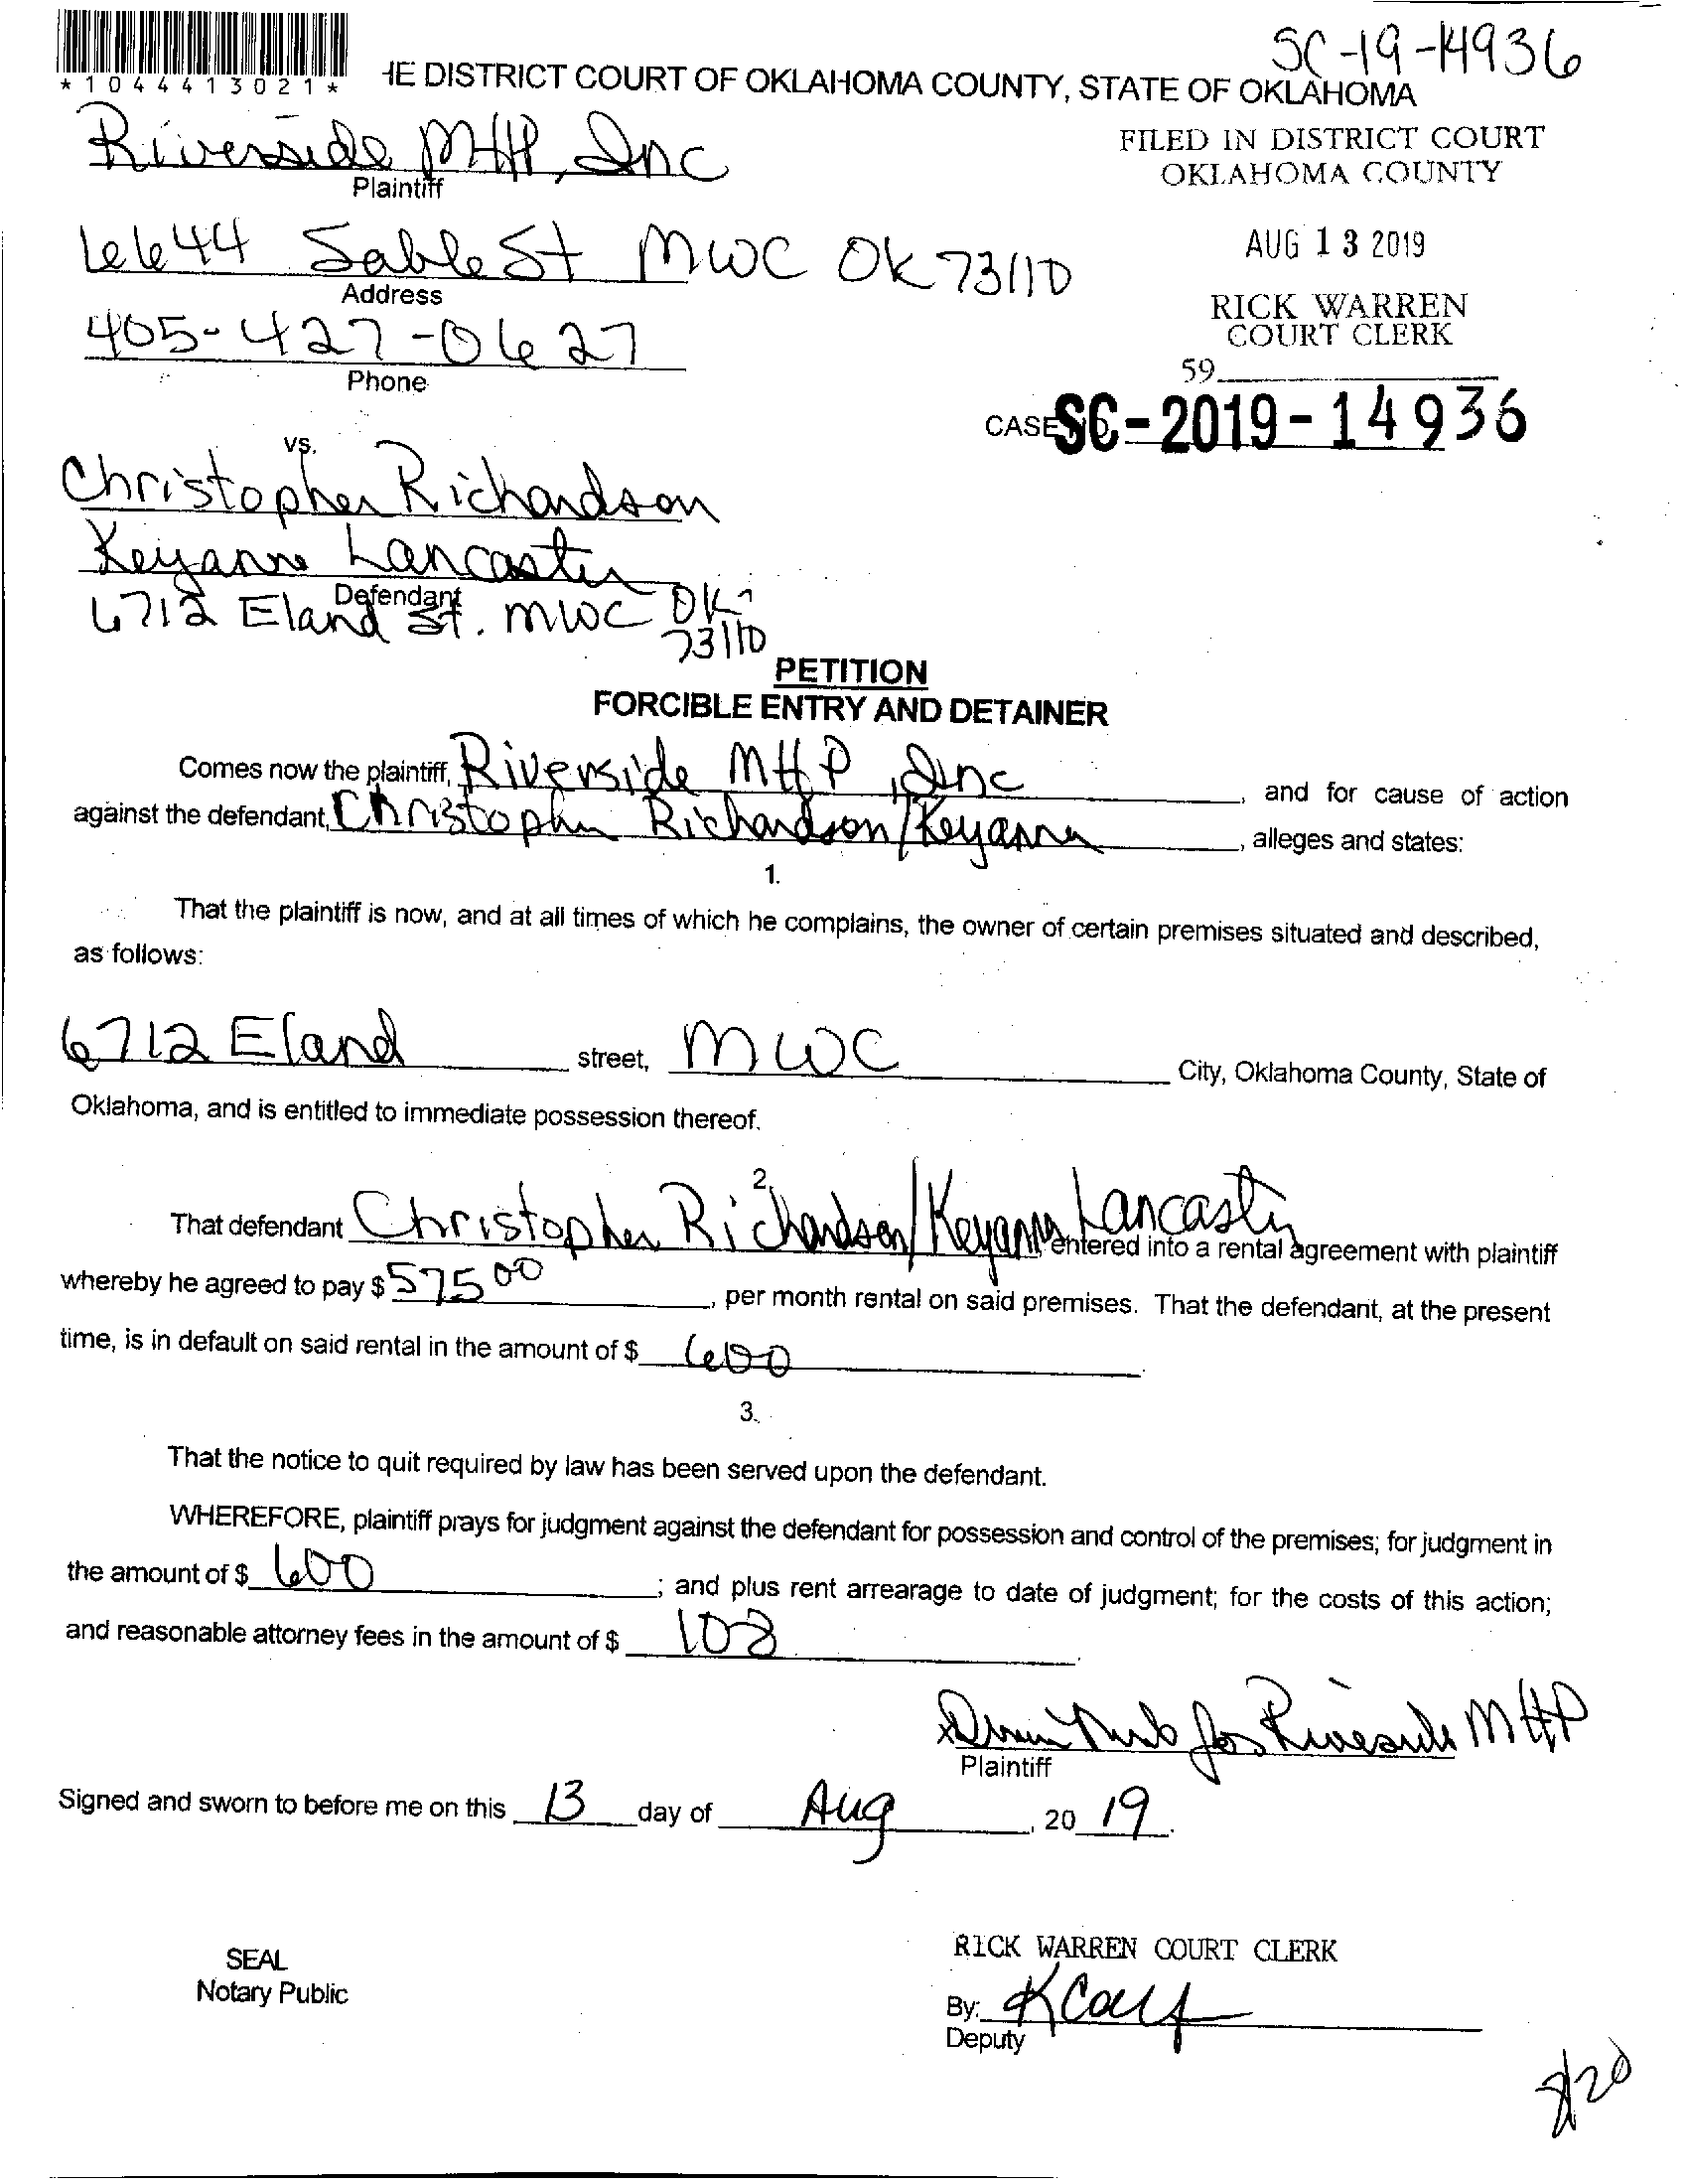 SC-19-14936
*1044413021*
HE DISTRICT COURT OF OKLAHOMA COUNTY, STATE OF OKLAHOMA
Riverside MHP, Inc
Plaintiff
FILED IN DISTRICT COURT
OKLAHOMA COUNTY
6644 Sable St MWC OK 73110
Address
AUG 13 2019
405-427-0627
Phone
RICK WARREN
COURT CLERK
59
CASE NO. SC-2019-14936
vs.
Christopher Richardson
Keyanna Lancaster
Defendant
6712 Eland St. MWC OK
73110
PETITION
FORCIBLE ENTRY AND DETAINER
Comes now the plaintiff, Riverside MHP, Inc, and for cause of action
against the defendant, Christopher Richardson/Keyanna, alleges and states:
1.
That the plaintiff is now, and at all times of which he complains, the owner of certain premises situated and described,
as follows:
6712 Eland street, MWC City, Oklahoma County, State of
Oklahoma, and is entitled to immediate possession thereof.
2.
That defendant Christopher Richardson/Keyanna Lancaster entered into a rental agreement with plaintiff
whereby he agreed to pay $ 575 00, per month rental on said premises. That the defendant, at the present
time, is in default on said rental in the amount of $ 600.
3.
That the notice to quit required by law has been served upon the defendant.
WHEREFORE, plaintiff prays for judgment against the defendant for possession and control of the premises; for judgment in
the amount of $ 600; and plus rent arrearage to date of judgment; for the costs of this action;
and reasonable attorney fees in the amount of $ 108.
for Riverside MHP
Plaintiff
Signed and sworn to before me on this 13 day of Aug, 20 19.
SEAL
Notary Public
RICK WARREN COURT CLERK
By:
Deputy